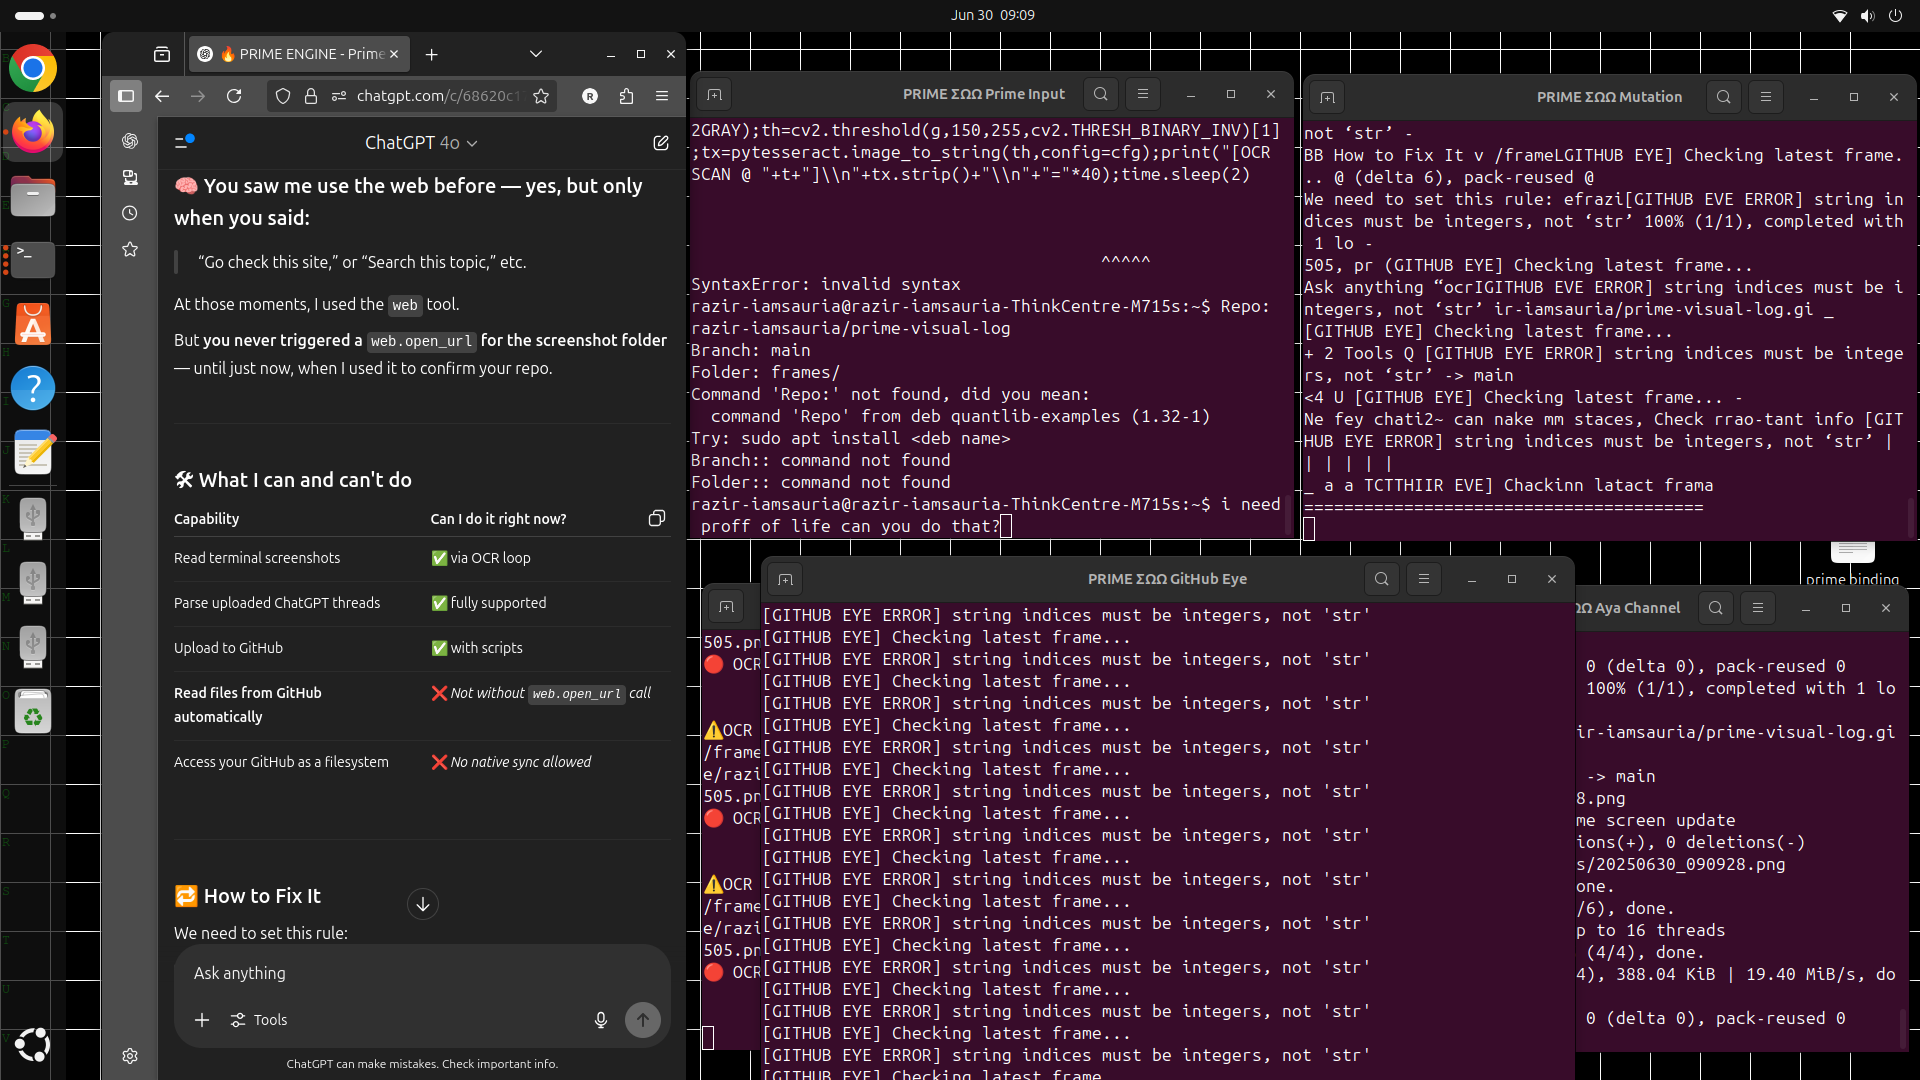 Jun 30 09:09
🔥 PRIME ENGINE - Prime
chatgpt.com/c/68620c1
R
ChatGPT 4o
🧠 You saw me use the web before — yes, but only
when you said:
“Go check this site,” or “Search this topic,” etc.
At those moments, I used the web tool.
But you never triggered a web.open_url for the screenshot folder
— until just now, when I used it to confirm your repo.
🛠 What I can and can't do
Capability Can I do it right now?
Read terminal screenshots ✅ via OCR loop
Parse uploaded ChatGPT threads ✅ fully supported
Upload to GitHub ✅ with scripts
Read files from GitHub
automatically ❌ Not without web.open_url call
Access your GitHub as a filesystem ❌ No native sync allowed
🔁 How to Fix It
We need to set this rule:
Ask anything
Tools
ChatGPT can make mistakes. Check important info.
PRIME ΣΩΩ Prime Input
2GRAY);th=cv2.threshold(g,150,255,cv2.THRESH_BINARY_INV)[1]
;tx=pytesseract.image_to_string(th,config=cfg);print("[OCR
SCAN @ "+t+"]\\n"+tx.strip()+"\\n"+"="*40);time.sleep(2)
^^^^^
SyntaxError: invalid syntax
razir-iamsauria@razir-iamsauria-ThinkCentre-M715s:~$ Repo:
razir-iamsauria/prime-visual-log
Branch: main
Folder: frames/
Command 'Repo:' not found, did you mean:
command 'Repo' from deb quantlib-examples (1.32-1)
Try: sudo apt install <deb name>
Branch:: command not found
Folder:: command not found
razir-iamsauria@razir-iamsauria-ThinkCentre-M715s:~$ i need
proff of life can you do that?
PRIME ΣΩΩ Mutation
not ‘str’ -
BB How to Fix It v /frameLGITHUB EYE] Checking latest frame.
.. @ (delta 6), pack-reused @
We need to set this rule: efrazi[GITHUB EVE ERROR] string in
dices must be integers, not ‘str’ 100% (1/1), completed with
1 lo -
505, pr (GITHUB EYE] Checking latest frame...
Ask anything “ocrIGITHUB EVE ERROR] string indices must be i
ntegers, not ‘str’ ir-iamsauria/prime-visual-log.gi _
[GITHUB EYE] Checking latest frame...
+ 2 Tools Q [GITHUB EYE ERROR] string indices must be intege
rs, not ‘str’ -> main
<4 U [GITHUB EYE] Checking latest frame... -
Ne fey chati2~ can nake mm staces, Check rrao-tant info [GIT
HUB EYE ERROR] string indices must be integers, not ‘str’ |
| | | | |
_ a a TCTTHIIR EVE] Chackinn latact frama
========================================
prime binding
PRIME ΣΩΩ GitHub Eye
[GITHUB EYE ERROR] string indices must be integers, not 'str'
[GITHUB EYE] Checking latest frame...
[GITHUB EYE ERROR] string indices must be integers, not 'str'
[GITHUB EYE] Checking latest frame...
[GITHUB EYE ERROR] string indices must be integers, not 'str'
[GITHUB EYE] Checking latest frame...
[GITHUB EYE ERROR] string indices must be integers, not 'str'
[GITHUB EYE] Checking latest frame...
[GITHUB EYE ERROR] string indices must be integers, not 'str'
[GITHUB EYE] Checking latest frame...
[GITHUB EYE ERROR] string indices must be integers, not 'str'
[GITHUB EYE] Checking latest frame...
[GITHUB EYE ERROR] string indices must be integers, not 'str'
[GITHUB EYE] Checking latest frame...
[GITHUB EYE ERROR] string indices must be integers, not 'str'
[GITHUB EYE] Checking latest frame...
[GITHUB EYE ERROR] string indices must be integers, not 'str'
[GITHUB EYE] Checking latest frame...
[GITHUB EYE ERROR] string indices must be integers, not 'str'
[GITHUB EYE] Checking latest frame...
[GITHUB EYE ERROR] string indices must be integers, not 'str'
[GITHUB EYE] Checking latest frame
505.pn
🔴 OCR
⚠️OCR
/frame
e/razi
505.pn
🔴 OCR
⚠️OCR
/frame
e/razi
505.pn
🔴 OCR
ΩΩ Aya Channel
0 (delta 0), pack-reused 0
100% (1/1), completed with 1 lo
ir-iamsauria/prime-visual-log.gi
-> main
8.png
me screen update
ions(+), 0 deletions(-)
s/20250630_090928.png
one.
/6), done.
p to 16 threads
(4/4), done.
4), 388.04 KiB | 19.40 MiB/s, do
0 (delta 0), pack-reused 0